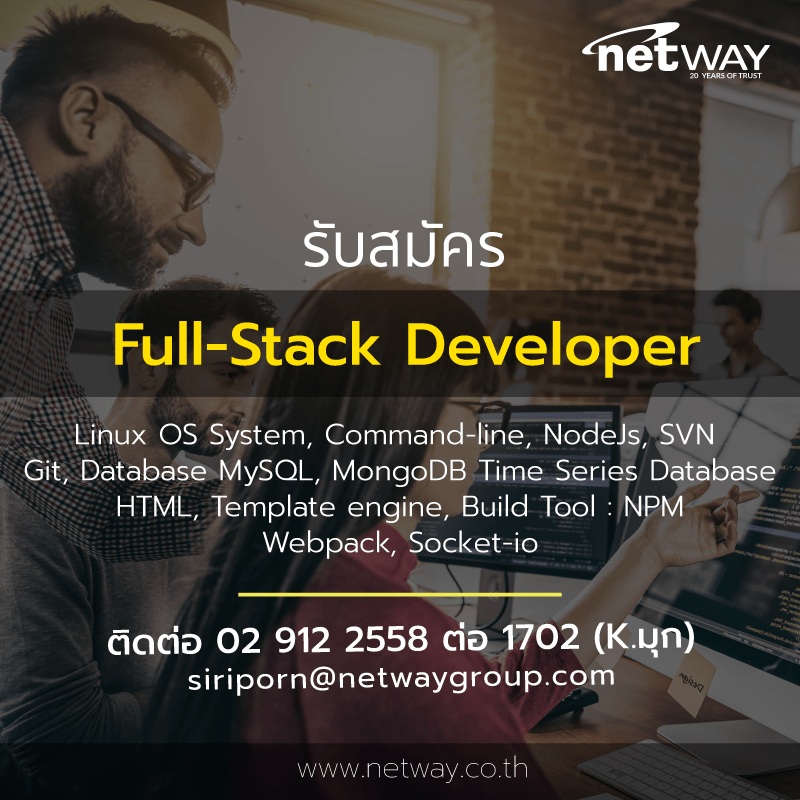 netWAY
20 YEARS OF TRUST
รับสมัคร
Full-Stack Developer
Linux OS System, Command-line, NodeJs, SVN
Git, Database MySQL, MongoDB Time Series Database
HTML, Template engine, Build Tool : NPM
Webpack, Socket-io
ติดต่อ 02 912 2558 ต่อ 1702 (K.มุก)
siriporn@netwaygroup.com
Design
www.netway.co.th